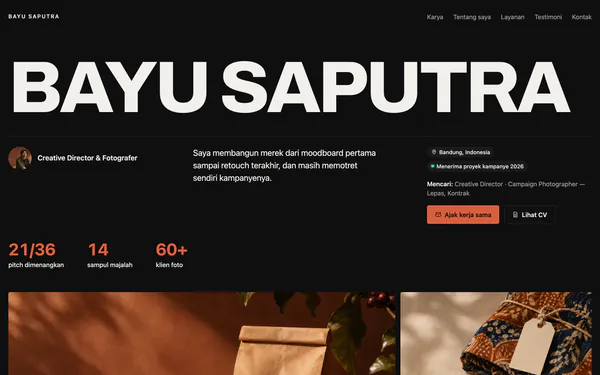 BAYU SAPUTRA
Karya
Tentang saya
Layanan
Testimoni
Kontak
BAYU SAPUTRA
Creative Director & Fotografer
Saya membangun merek dari moodboard pertama
sampai retouch terakhir, dan masih memotret
sendiri kampanyenya.
Bandung, Indonesia
Menerima proyek kampanye 2026
Mencari: Creative Director · Campaign Photographer —
Lepas, Kontrak
Ajak kerja sama
Lihat CV
21/36
pitch dimenangkan
14
sampul majalah
60+
klien foto